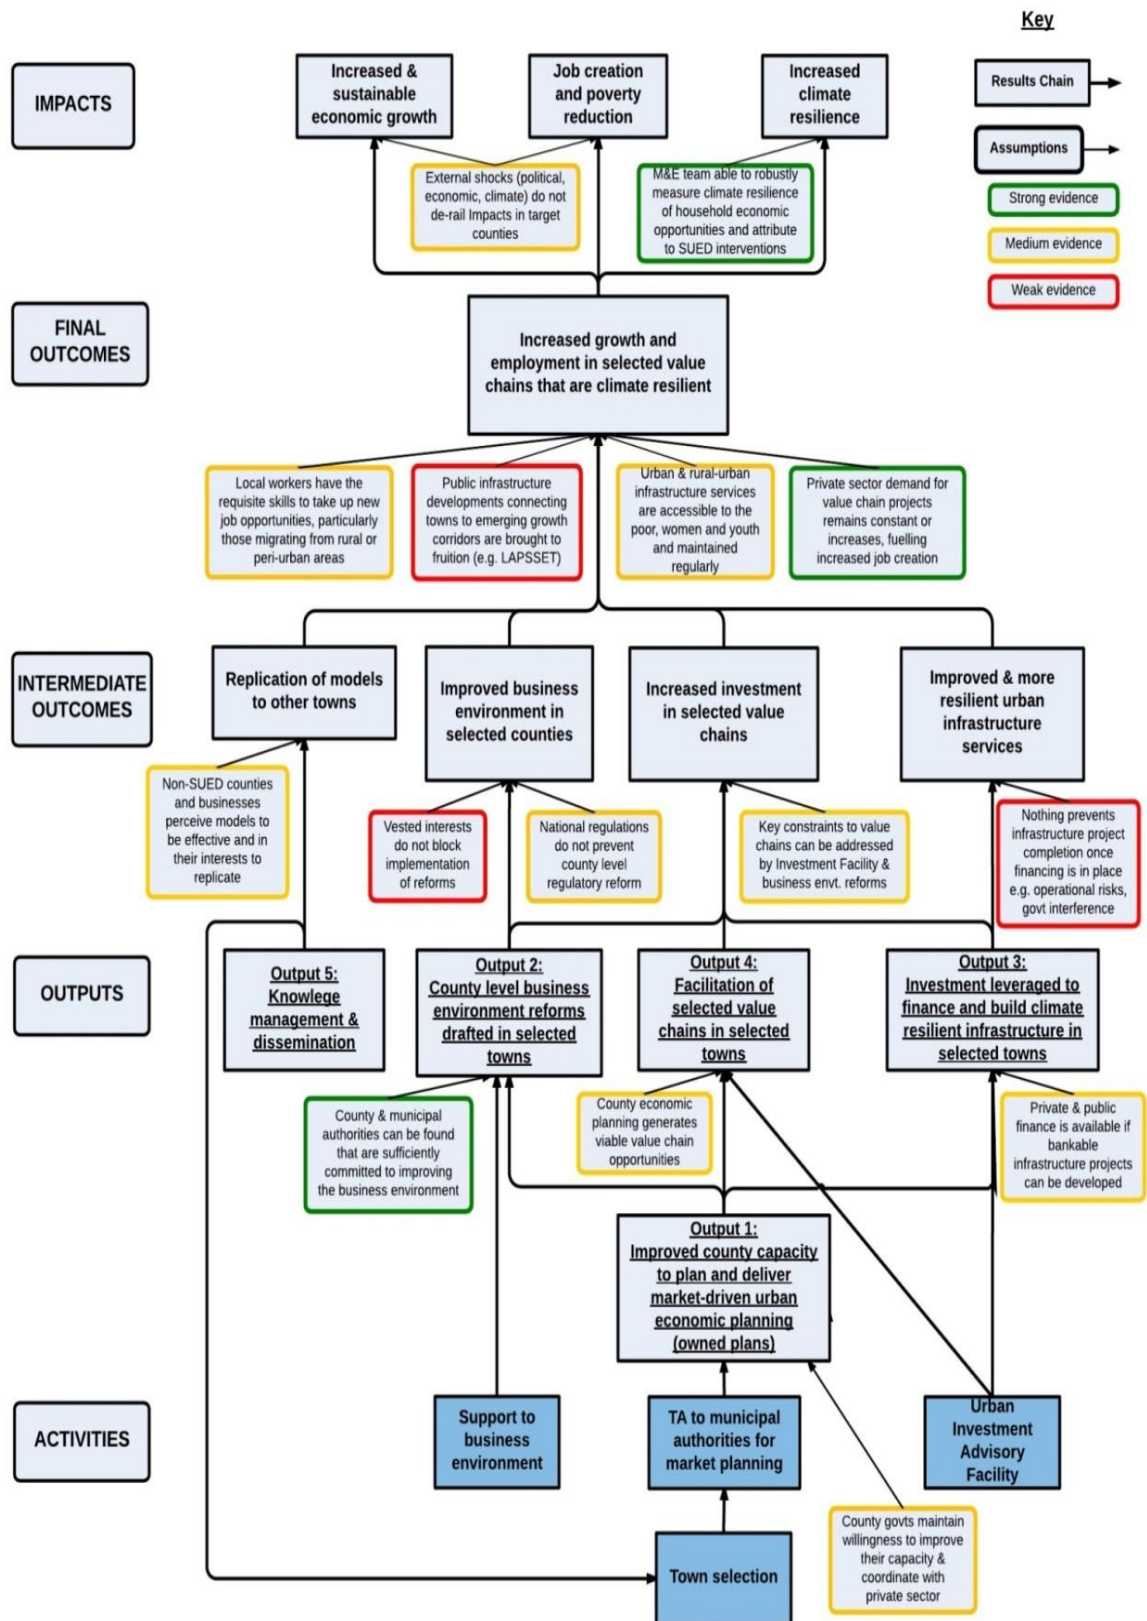 Key
Results Chain
Assumptions
Strong evidence
Medium evidence
Weak evidence
IMPACTS
Increased &
sustainable
economic growth
Job creation
and poverty
reduction
Increased
climate
resilience
External shocks (political,
economic, climate) do not
de-rail Impacts in target
counties
M&E team able to robustly
measure climate resilience
of household economic
opportunities and attribute
to SUED interventions
FINAL
OUTCOMES
Increased growth and
employment in selected value
chains that are climate resilient
Local workers have the
requisite skills to take up new
job opportunities, particularly
those migrating from rural or
peri-urban areas
Public infrastructure
developments connecting
towns to emerging growth
corridors are brought to
fruition (e.g. LAPSSET)
Urban & rural-urban
infrastructure services
are accessible to the
poor, women and youth
and maintained
regularly
Private sector demand for
value chain projects
remains constant or
increases, fuelling
increased job creation
INTERMEDIATE
OUTCOMES
Replication of models
to other towns
Improved business
environment in
selected counties
Increased investment
in selected value
chains
Improved & more
resilient urban
infrastructure
services
Non-SUED counties
and businesses
perceive models to
be effective and in
their interests to
replicate
Vested interests
do not block
implementation
of reforms
National regulations
do not prevent
county level
regulatory reform
Key constraints to value
chains can be addressed
by Investment Facility &
business envt. reforms
Nothing prevents
infrastructure project
completion once
financing is in place
e.g. operational risks,
govt interference
OUTPUTS
Output 5:
Knowlege
management &
dissemination
Output 2:
County level business
environment reforms
drafted in selected
towns
Output 4:
Facilitation of
selected value
chains in selected
towns
Output 3:
Investment leveraged to
finance and build climate
resilient infrastructure in
selected towns
County & municipal
authorities can be found
that are sufficiently
committed to improving
the business environment
County economic
planning generates
viable value chain
opportunities
Private & public
finance is available if
bankable
infrastructure projects
can be developed
Output 1:
Improved county capacity
to plan and deliver
market-driven urban
economic planning
(owned plans)
ACTIVITIES
Support to
business
environment
TA to municipal
authorities for
market planning
Urban
Investment
Advisory
Facility
County govts maintain
willingness to improve
their capacity &
coordinate with
private sector
Town selection